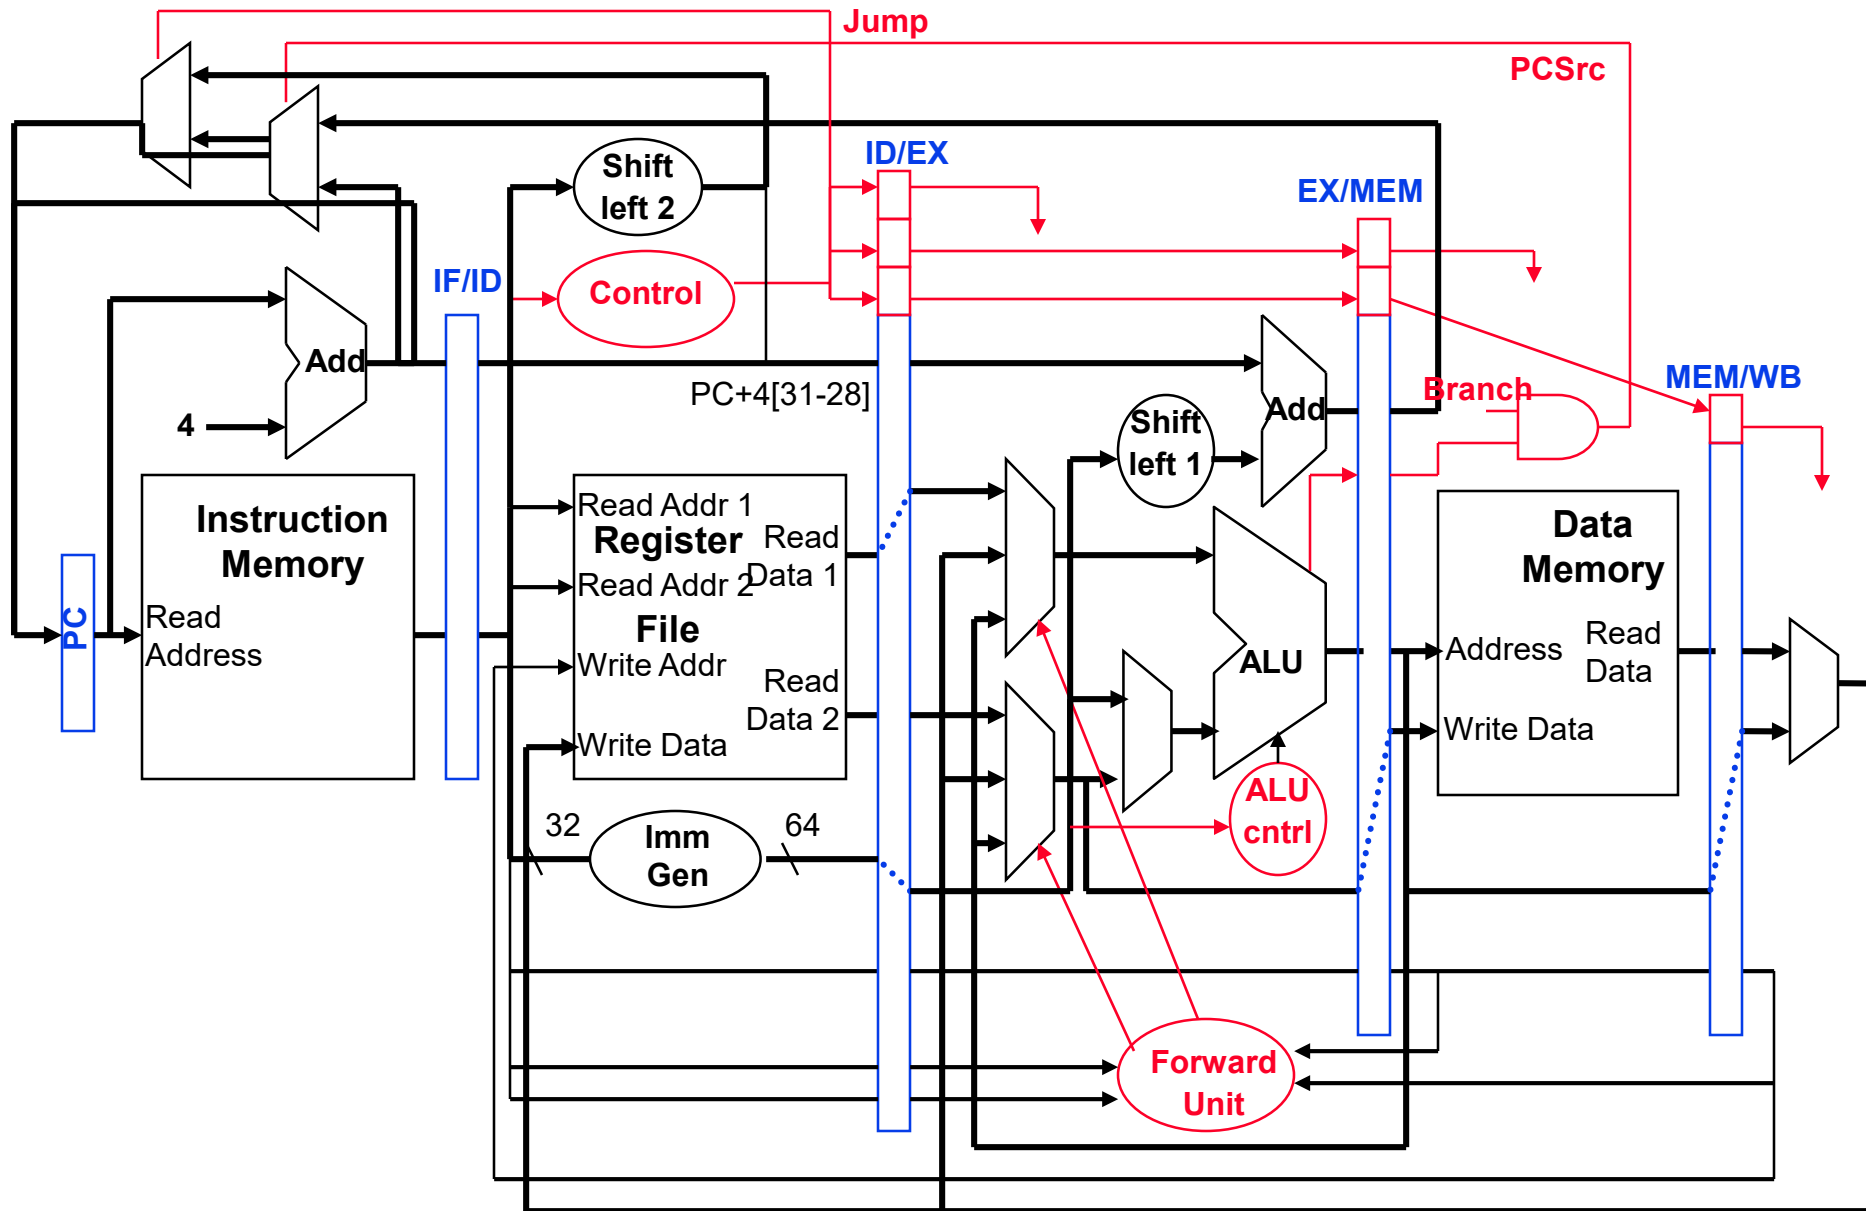 Jump
PCSrc
Shift
left 2
ID/EX
EX/MEM
IF/ID
Control
Add
PC+4[31-28]
4
Shift
left 1
Add
Branch
MEM/WB
Instruction
Memory
Read
Address
PC
Read Addr 1
Register
Read
Data 1
Read Addr 2
File
Write Addr
Read
Data 2
Write Data
ALU
Data
Memory
Address
Read
Data
Write Data
ALU
cntrl
32
Imm
Gen
64
Forward
Unit